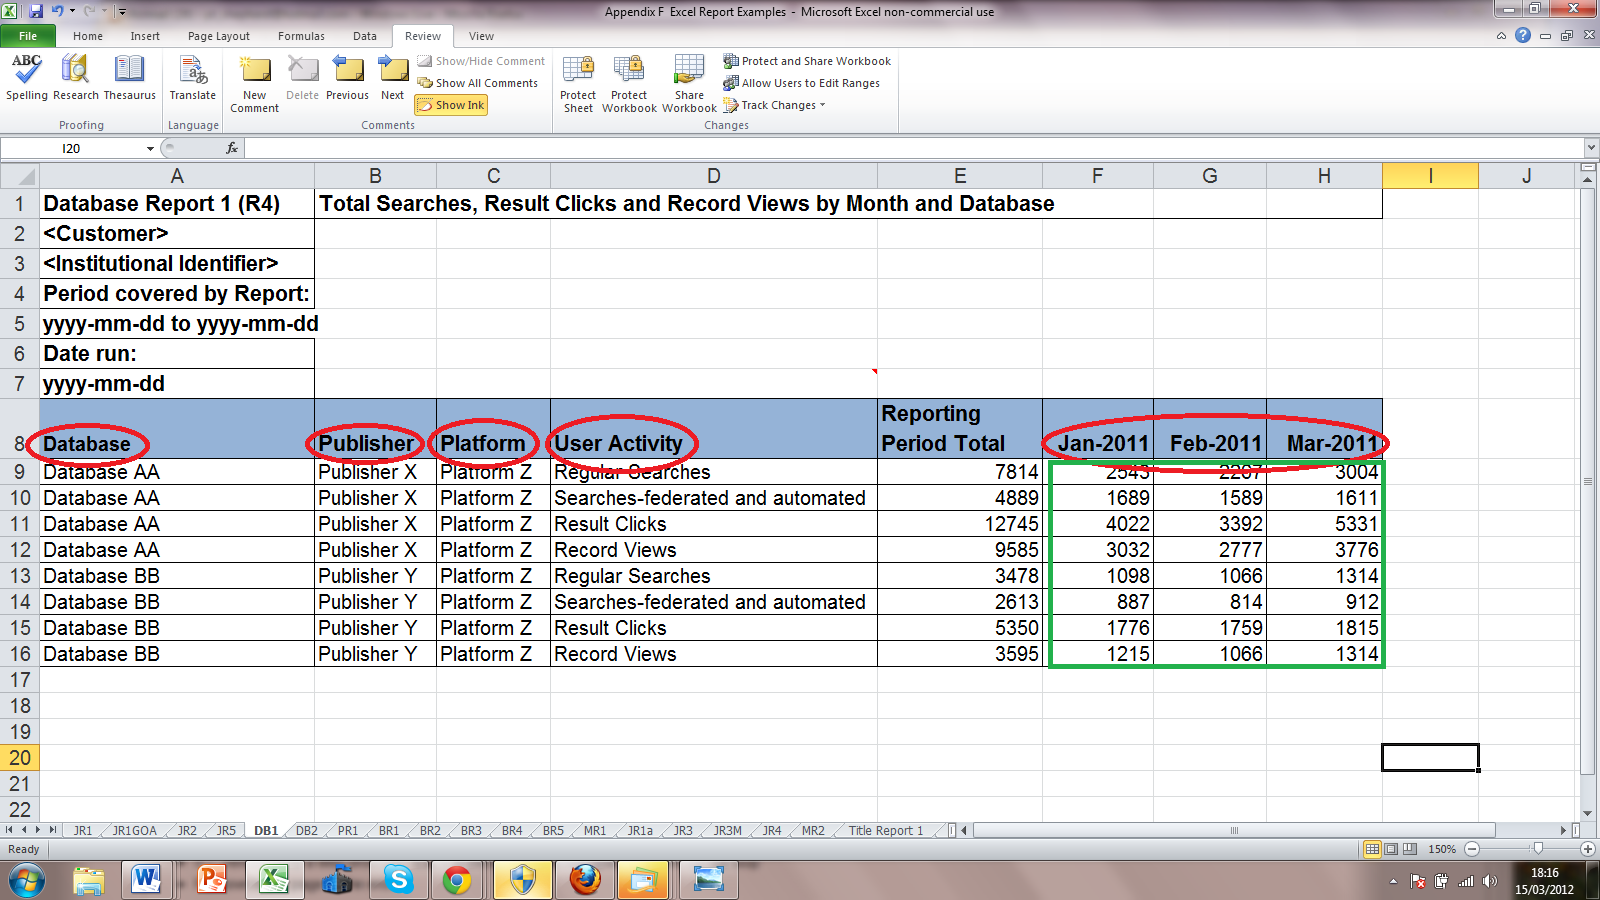 Appendix F Excel Report Examples - Microsoft Excel non-commercial use
File Home Insert Page Layout Formulas Data Review View
ABC
Spelling Research Thesaurus
Translate
New Comment
Delete Previous Next
Show/Hide Comment
Show All Comments
Show Ink
Protect Sheet
Protect Workbook
Share Workbook
Protect and Share Workbook
Allow Users to Edit Ranges
Track Changes
Proofing Language Comments Changes
I20 fx
A B C D E F G H I J
1 Database Report 1 (R4) Total Searches, Result Clicks and Record Views by Month and Database
2 <Customer>
3 <Institutional Identifier>
4 Period covered by Report:
5 yyyy-mm-dd to yyyy-mm-dd
6 Date run:
7 yyyy-mm-dd
8 Database Publisher Platform User Activity Reporting Period Total Jan-2011 Feb-2011 Mar-2011
9 Database AA Publisher X Platform Z Regular Searches 7814 2543 2267 3004
10 Database AA Publisher X Platform Z Searches-federated and automated 4889 1689 1589 1611
11 Database AA Publisher X Platform Z Result Clicks 12745 4022 3392 5331
12 Database AA Publisher X Platform Z Record Views 9585 3032 2777 3776
13 Database BB Publisher Y Platform Z Regular Searches 3478 1098 1066 1314
14 Database BB Publisher Y Platform Z Searches-federated and automated 2613 887 814 912
15 Database BB Publisher Y Platform Z Result Clicks 5350 1776 1759 1815
16 Database BB Publisher Y Platform Z Record Views 3595 1215 1066 1314
17
18
19
20
21
22
JR1 JR1GOA JR2 JR5 DB1 DB2 PR1 BR1 BR2 BR3 BR4 BR5 MR1 JR1a JR3 JR3M JR4 MR2 Title Report 1
Ready 150%
18:16
15/03/2012